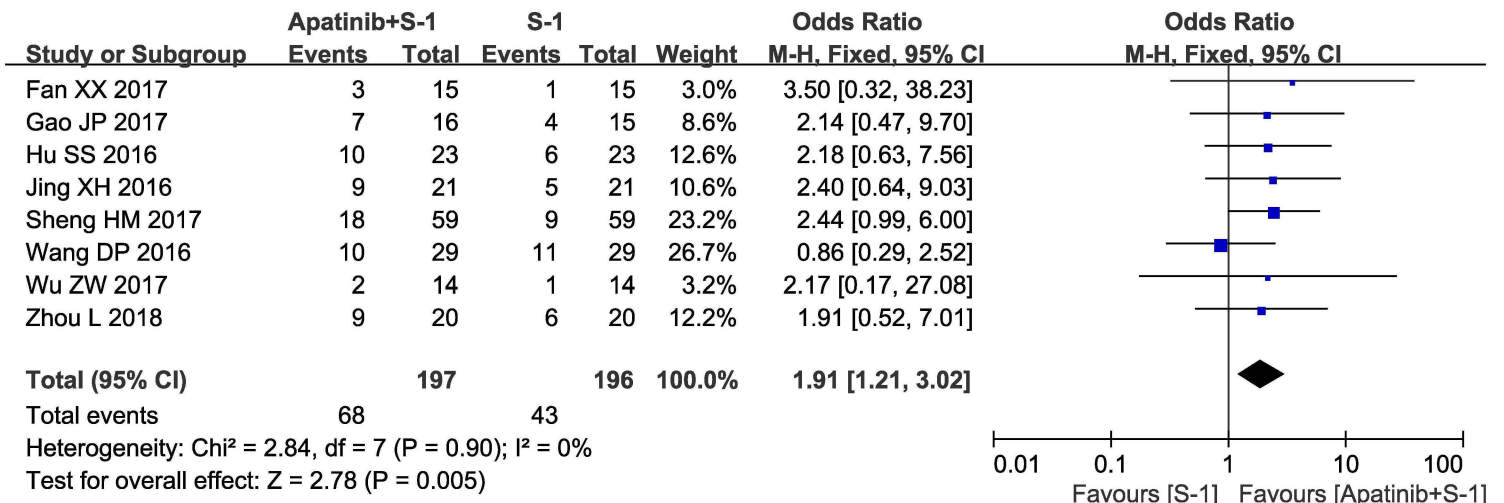 Apatinib+S-1 S-1 Odds Ratio Odds Ratio
Study or Subgroup Events Total Events Total Weight M-H, Fixed, 95% CI M-H, Fixed, 95% CI
Fan XX 2017 3 15 1 15 3.0% 3.50 [0.32, 38.23]
Gao JP 2017 7 16 4 15 8.6% 2.14 [0.47, 9.70]
Hu SS 2016 10 23 6 23 12.6% 2.18 [0.63, 7.56]
Jing XH 2016 9 21 5 21 10.6% 2.40 [0.64, 9.03]
Sheng HM 2017 18 59 9 59 23.2% 2.44 [0.99, 6.00]
Wang DP 2016 10 29 11 29 26.7% 0.86 [0.29, 2.52]
Wu ZW 2017 2 14 1 14 3.2% 2.17 [0.17, 27.08]
Zhou L 2018 9 20 6 20 12.2% 1.91 [0.52, 7.01]
Total (95% CI) 197 196 100.0% 1.91 [1.21, 3.02]
Total events 68 43
Heterogeneity: Chi² = 2.84, df = 7 (P = 0.90); I² = 0%
Test for overall effect: Z = 2.78 (P = 0.005)
0.01 0.1 1 10 100
Favours [S-1] Favours [Apatinib+S-1]